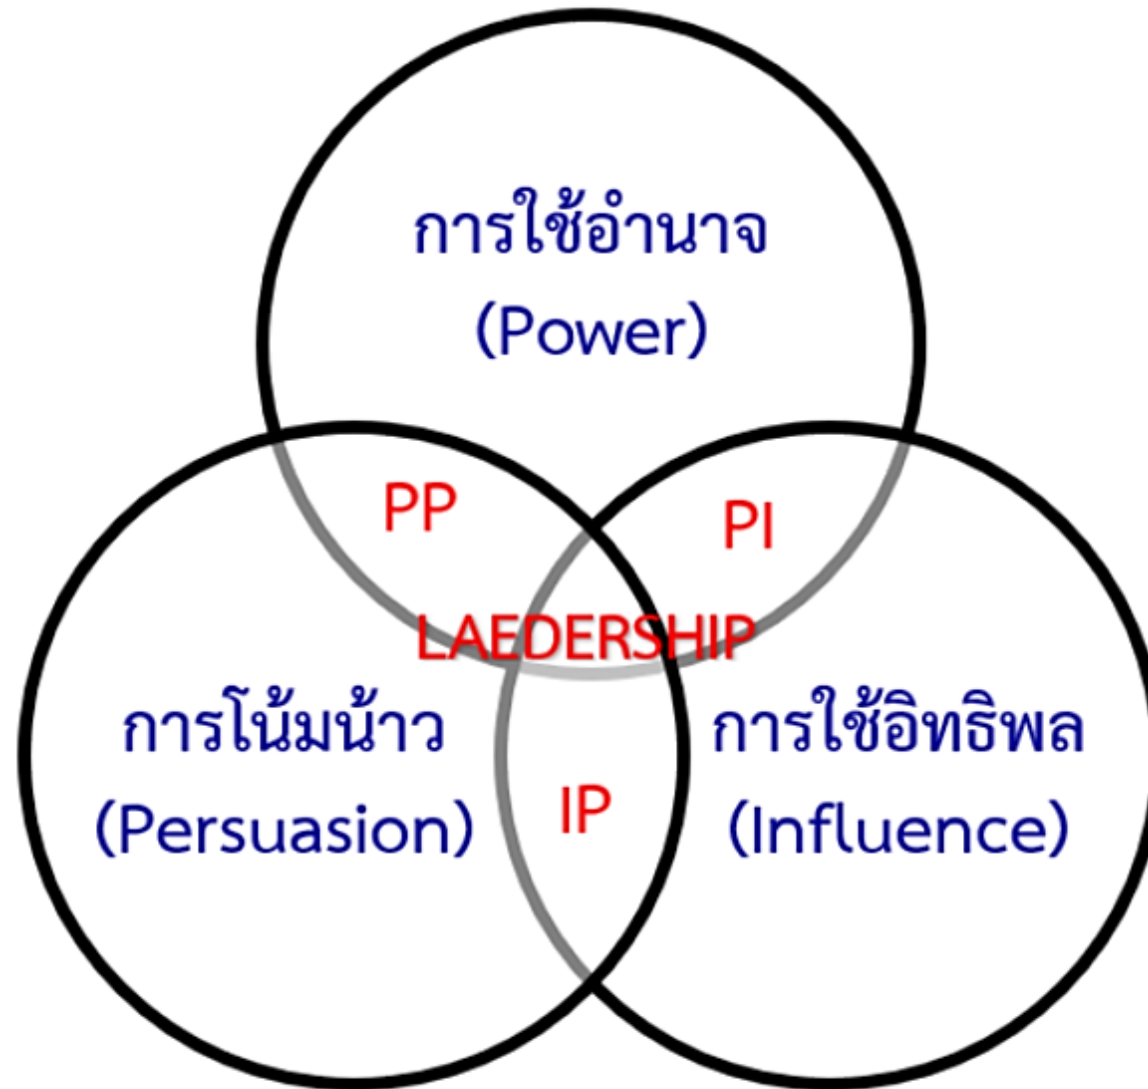 การใช้อำนาจ
(Power)
PP
PI
LAEDERSHIP
การโน้มน้าว
(Persuasion)
การใช้อิทธิพล
(Influence)
IP